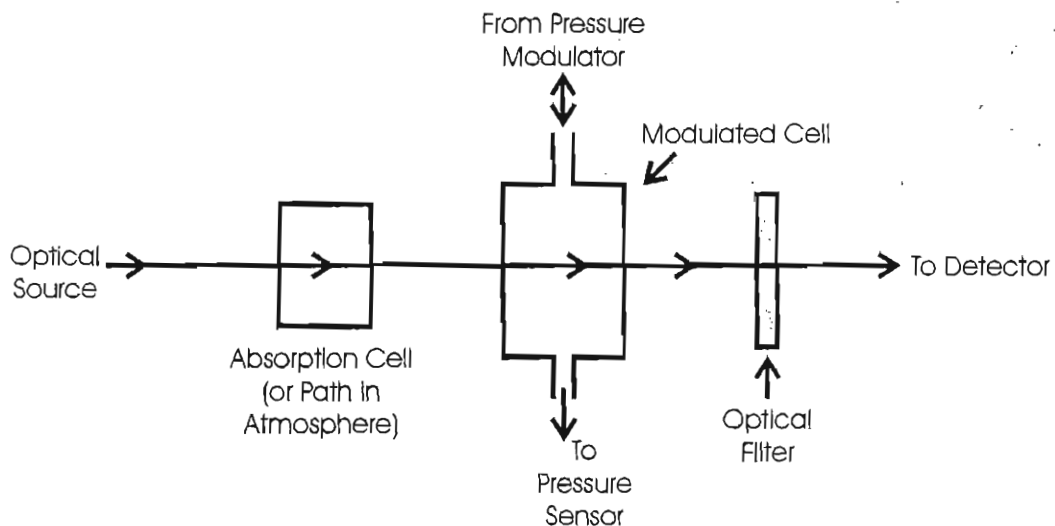 From Pressure
Modulator
Modulated Cell
Optical
Source
To Detector
Absorption Cell
(or Path in
Atmosphere)
Optical
Filter
To
Pressure
Sensor